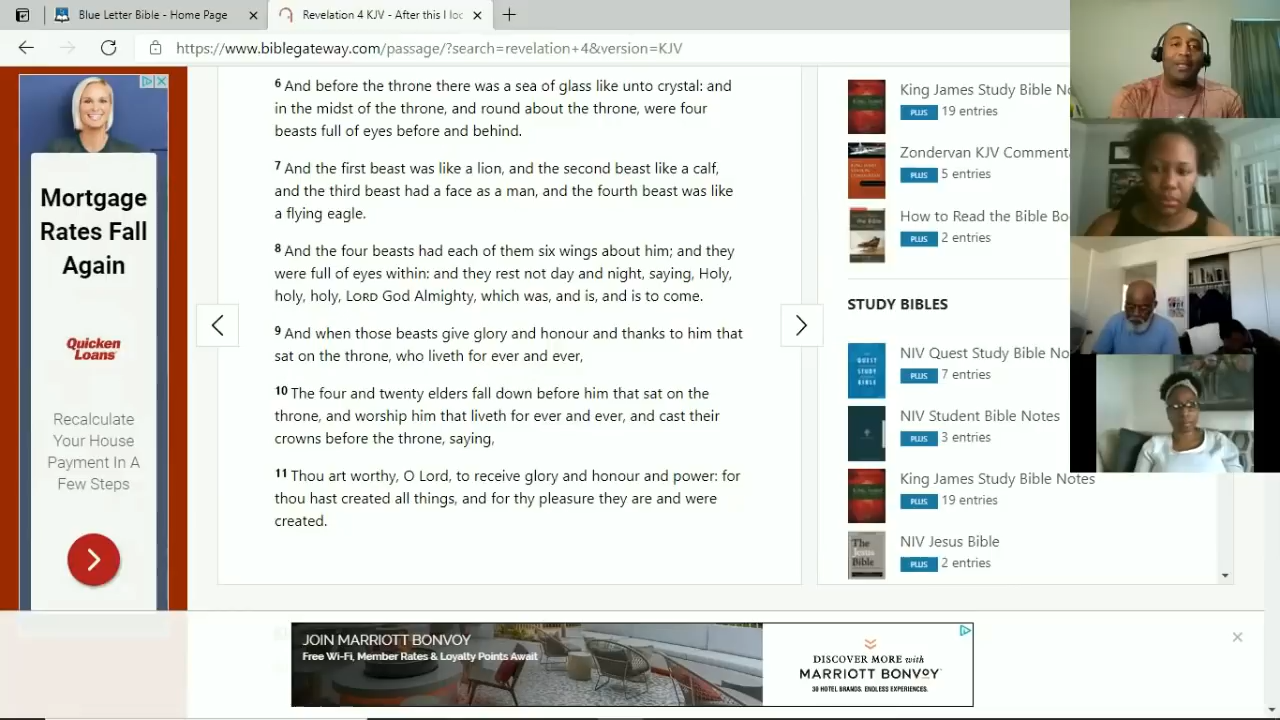 Blue Letter Bible - Home Page
Revelation 4 KJV - After this I loc
https://www.biblegateway.com/passage/?search=revelation+4&version=KJV
Mortgage
Rates Fall
Again
Quicken
Loans
Recalculate
Your House
Payment In A
Few Steps
6 And before the throne there was a sea of glass like unto crystal: and
in the midst of the throne, and round about the throne, were four
beasts full of eyes before and behind.
7 And the first beast was like a lion, and the second beast like a calf,
and the third beast had a face as a man, and the fourth beast was like
a flying eagle.
8 And the four beasts had each of them six wings about him; and they
were full of eyes within: and they rest not day and night, saying, Holy,
holy, holy, LORD God Almighty, which was, and is, and is to come.
9 And when those beasts give glory and honour and thanks to him that
sat on the throne, who liveth for ever and ever,
10 The four and twenty elders fall down before him that sat on the
throne, and worship him that liveth for ever and ever, and cast their
crowns before the throne, saying,
11 Thou art worthy, O Lord, to receive glory and honour and power: for
thou hast created all things, and for thy pleasure they are and were
created.
King James Study Bible No
PLUS 19 entries
Zondervan KJV Commenta
PLUS 5 entries
How to Read the Bible Bo
PLUS 2 entries
STUDY BIBLES
NIV Quest Study Bible No
PLUS 7 entries
NIV Student Bible Notes
PLUS 3 entries
King James Study Bible Notes
PLUS 19 entries
NIV Jesus Bible
PLUS 2 entries
QUEST
STUDY
BIBLE
The
Jesus
Bible
JOIN MARRIOTT BONVOY
Free Wi-Fi, Member Rates & Loyalty Points Await
DISCOVER MORE with
MARRIOTT BONVOY
30 HOTEL BRANDS. ENDLESS EXPERIENCES.